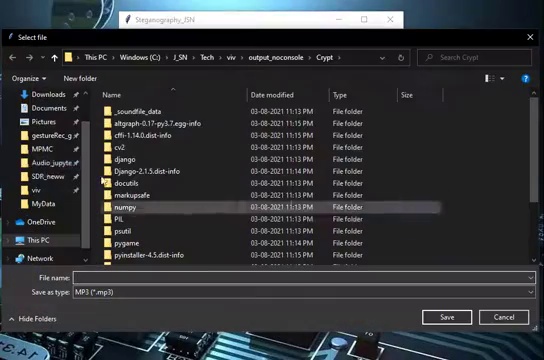 Steganography_JSN
Select file
This PC > Windows (C:) > J_SN > Tech > viv > output_noconsole > Crypt >
Search Crypt
Organize
New folder
Name
Date modified
Type
Size
Downloads
Documents
Pictures
gestureRec_g
MPMC
Audio_jupyte
SDR_neww
viv
MyData
OneDrive
This PC
Network
_soundfile_data 03-08-2021 11:13 PM File folder
altgraph-0.17-py3.7.egg-info 03-08-2021 11:13 PM File folder
cffi-1.14.0.dist-info 03-08-2021 11:13 PM File folder
cv2 03-08-2021 11:13 PM File folder
django 03-08-2021 11:13 PM File folder
Django-2.1.5.dist-info 03-08-2021 11:14 PM File folder
docutils 03-08-2021 11:13 PM File folder
markupsafe 03-08-2021 11:13 PM File folder
numpy 03-08-2021 11:13 PM File folder
PIL 03-08-2021 11:13 PM File folder
psutil 03-08-2021 11:13 PM File folder
pygame 03-08-2021 11:14 PM File folder
pyinstaller-4.5.dist-info 03-08-2021 11:13 PM File folder
File name:
Save as type: MP3 (*.mp3)
Hide Folders
Save
Cancel